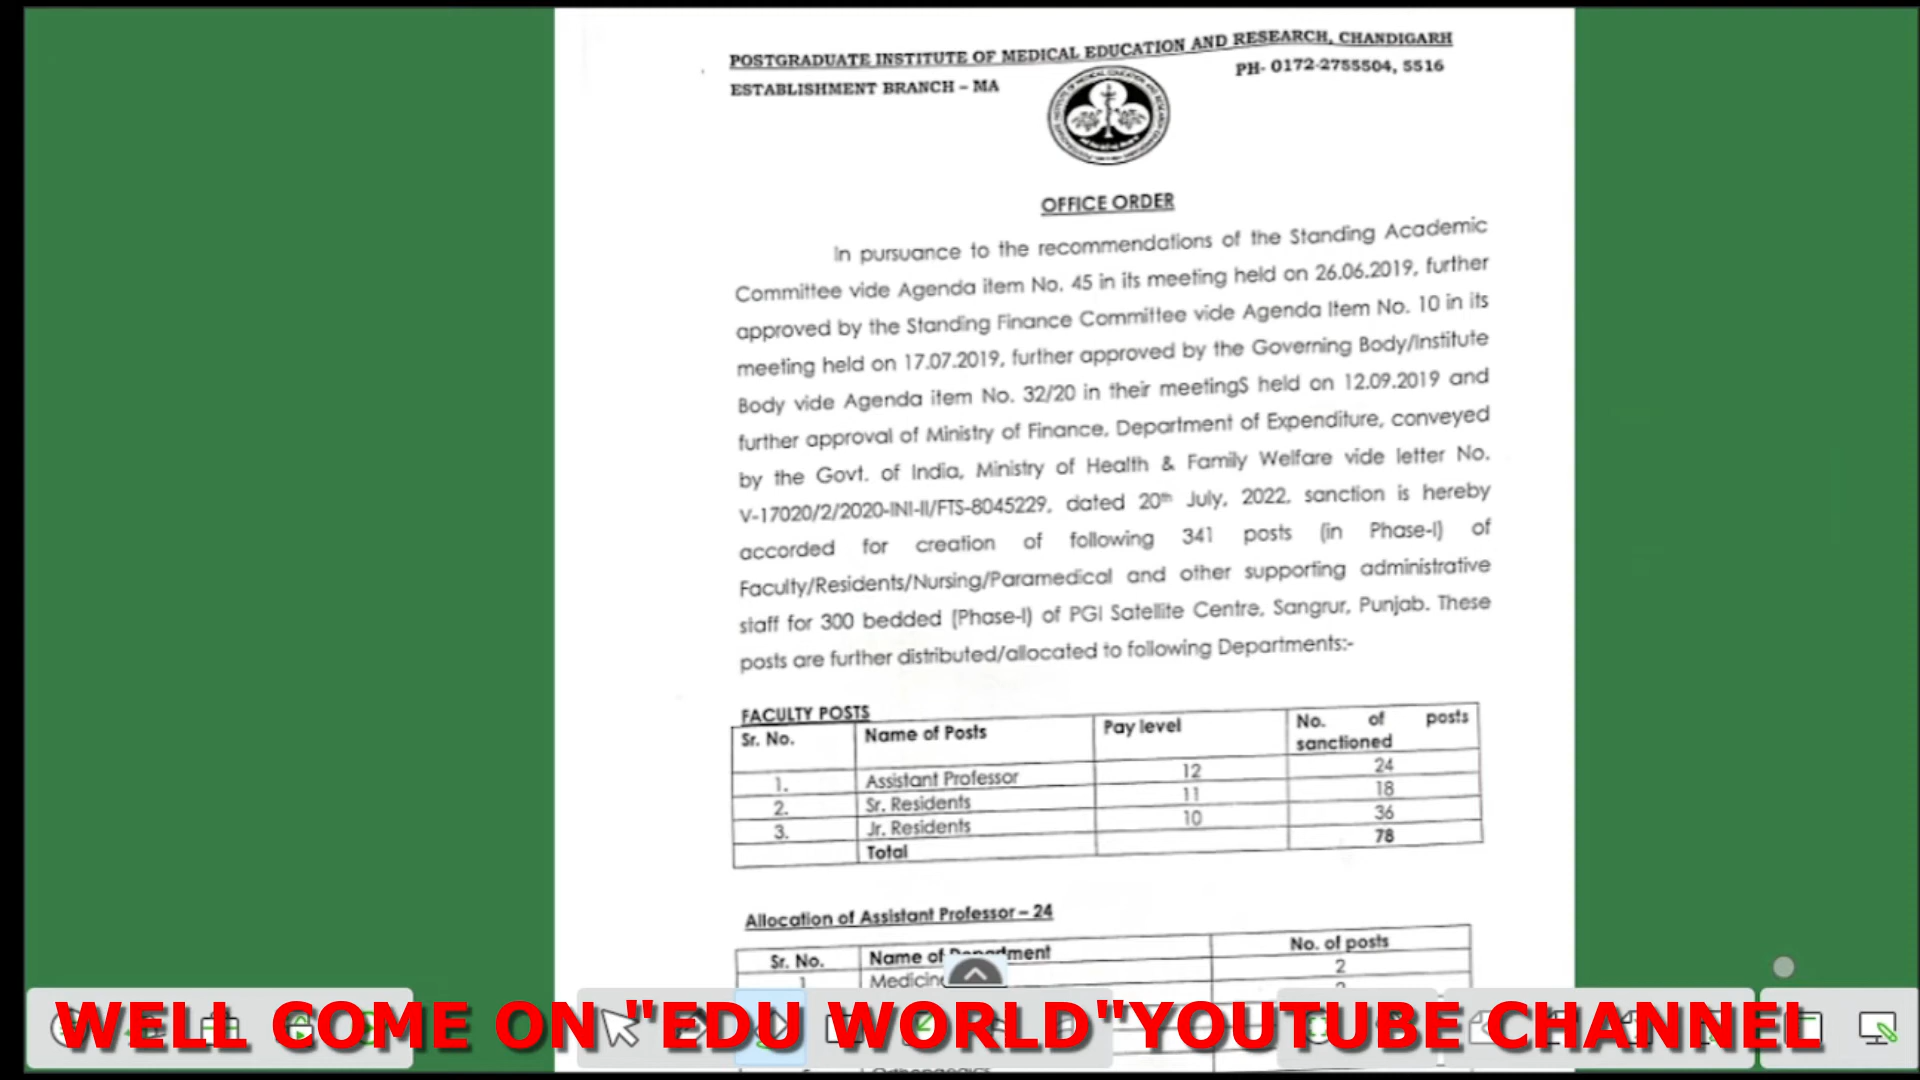 POSTGRADUATE INSTITUTE OF MEDICAL EDUCATION AND RESEARCH, CHANDIGARH
ESTABLISHMENT BRANCH – MA
PH- 0172-2755504, 5516
OFFICE ORDER
In pursuance to the recommendations of the Standing Academic
Committee vide Agenda item No. 45 in its meeting held on 26.06.2019, further
approved by the Standing Finance Committee vide Agenda Item No. 10 in its
meeting held on 17.07.2019, further approved by the Governing Body/Institute
Body vide Agenda item No. 32/20 in their meetingS held on 12.09.2019 and
further approval of Ministry of Finance, Department of Expenditure, conveyed
by the Govt. of India, Ministry of Health & Family Welfare vide letter No.
V-17020/2/2020-INI-II/FTS-8045229, dated 20th July, 2022, sanction is hereby
accorded for creation of following 341 posts (in Phase-I) of
Faculty/Residents/Nursing/Paramedical and other supporting administrative
staff for 300 bedded (Phase-I) of PGI Satellite Centre, Sangrur, Punjab. These
posts are further distributed/allocated to following Departments:-
FACULTY POSTS
Sr. No. Name of Posts Pay level No. of posts sanctioned
1. Assistant Professor 12 24
2. Sr. Residents 11 18
3. Jr. Residents 10 36
Total 78
Allocation of Assistant Professor – 24
Sr. No. Name of Department No. of posts
1 Medicine 2
WELL COME ON "EDU WORLD"YOUTUBE CHANNEL